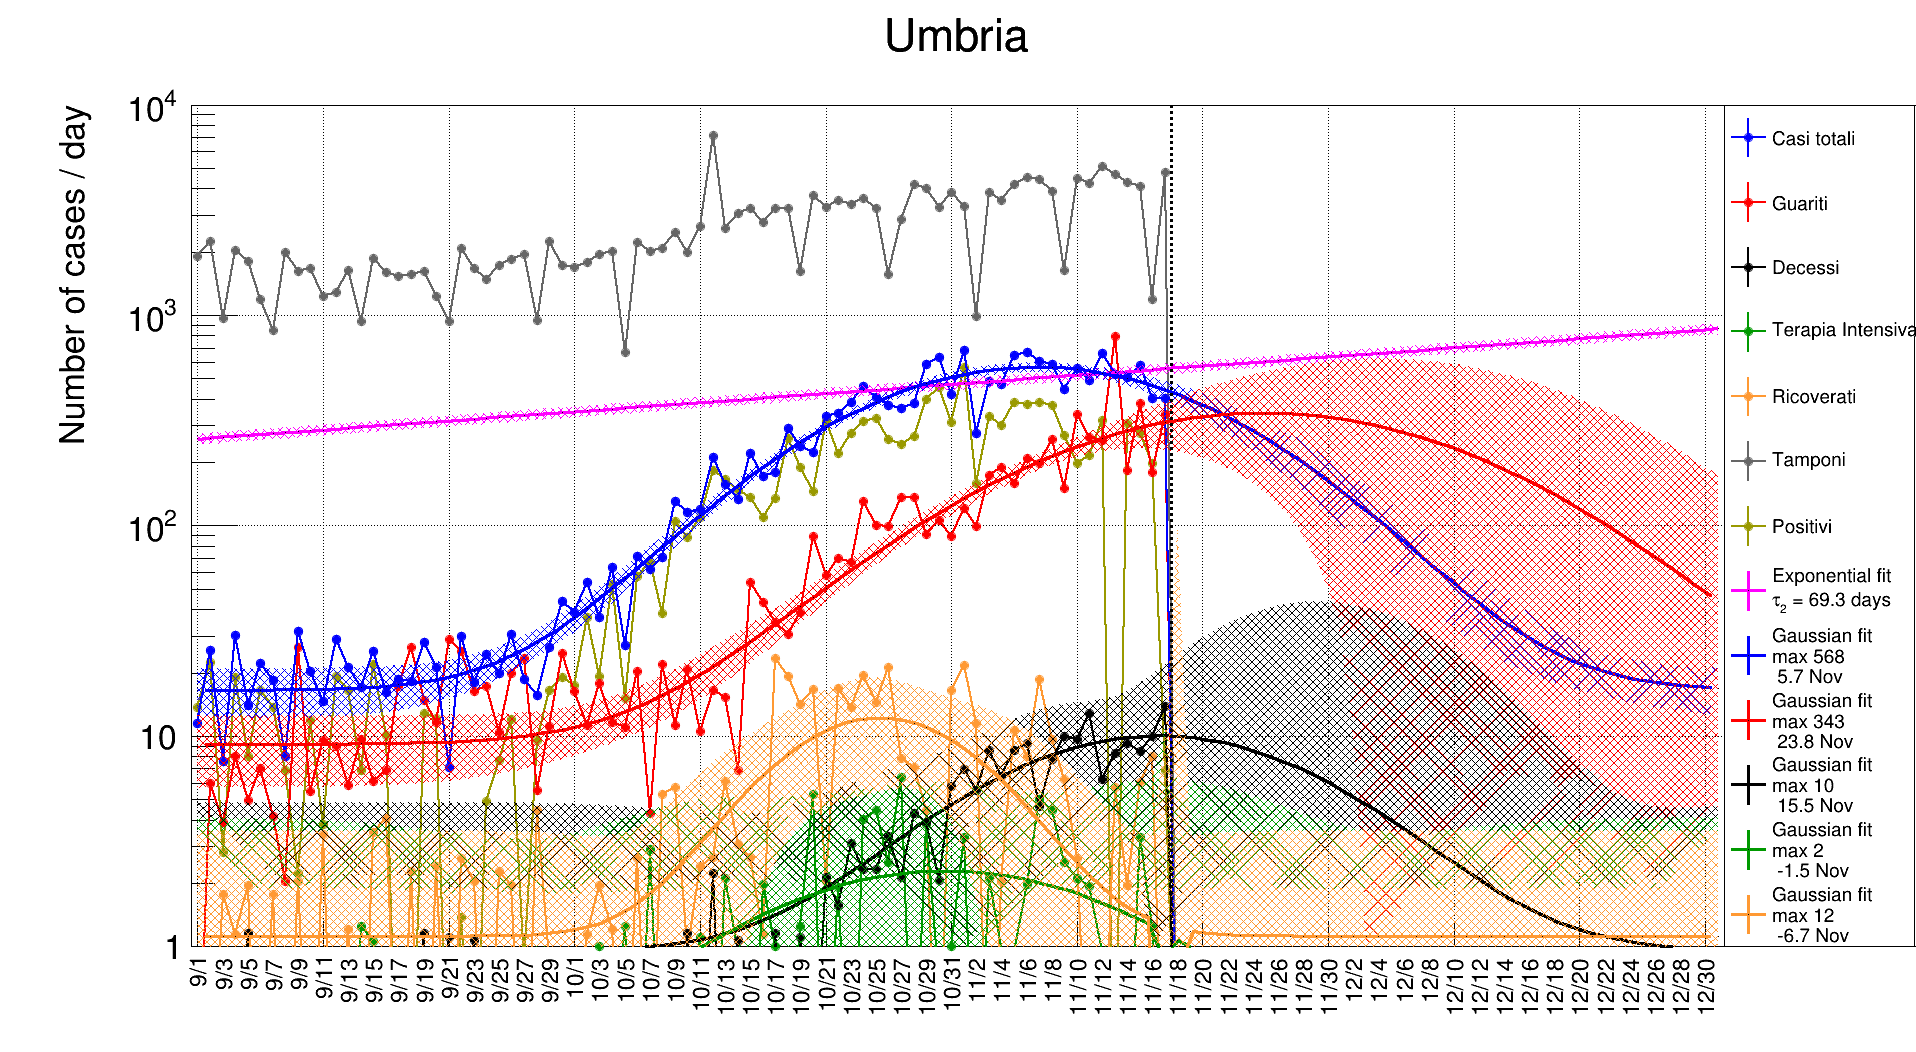 Umbria
Number of cases / day
10^4
10^3
10^2
10
1
9/1
9/3
9/5
9/7
9/9
9/11
9/13
9/15
9/17
9/19
9/21
9/23
9/25
9/27
9/29
10/1
10/3
10/5
10/7
10/9
10/11
10/13
10/15
10/17
10/19
10/21
10/23
10/25
10/27
10/29
10/31
11/2
11/4
11/6
11/8
11/10
11/12
11/14
11/16
11/18
11/20
11/22
11/24
11/26
11/28
11/30
12/2
12/4
12/6
12/8
12/10
12/12
12/14
12/16
12/18
12/20
12/22
12/24
12/26
12/28
12/30
Casi totali
Guariti
Decessi
Terapia Intensiva
Ricoverati
Tamponi
Positivi
Exponential fit
τ₂ = 69.3 days
Gaussian fit
max 568
5.7 Nov
Gaussian fit
max 343
23.8 Nov
Gaussian fit
max 10
15.5 Nov
Gaussian fit
max 2
-1.5 Nov
Gaussian fit
max 12
-6.7 Nov